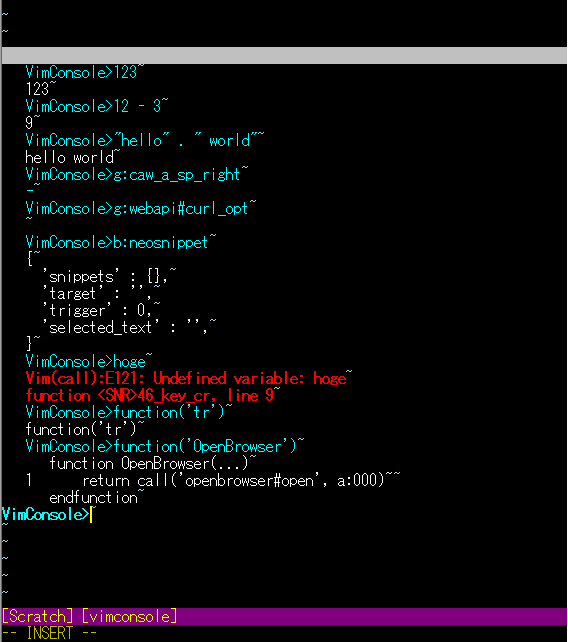 ~
~
VimConsole>123~
123~
VimConsole>12 - 3~
9~
VimConsole>"hello" . " world"~
hello world~
VimConsole>g:caw_a_sp_right~
-~
VimConsole>g:webapi#curl_opt~
~
VimConsole>b:neosnippet~
{~
'snippets' : {},~
'target' : '',~
'trigger' : 0,~
'selected_text' : '',~
}~
VimConsole>hoge~
Vim(call):E121: Undefined variable: hoge~
function <SNR>46_key_cr, line 9~
VimConsole>function('tr')~
function('tr')~
VimConsole>function('OpenBrowser')~
function OpenBrowser(...)~
1 return call('openbrowser#open', a:000)~~
endfunction~
VimConsole>~
~
~
~
~
~
[Scratch] [vimconsole]
-- INSERT --